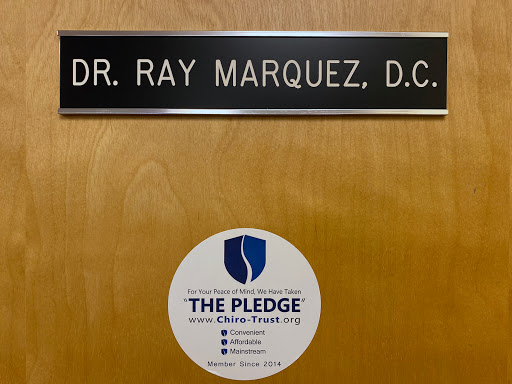 DR. RAY MARQUEZ, D.C.
For Your Peace of Mind, We Have Taken
"THE PLEDGE"
www.Chiro-Trust.org
Convenient
Affordable
Mainstream
Member Since 2014